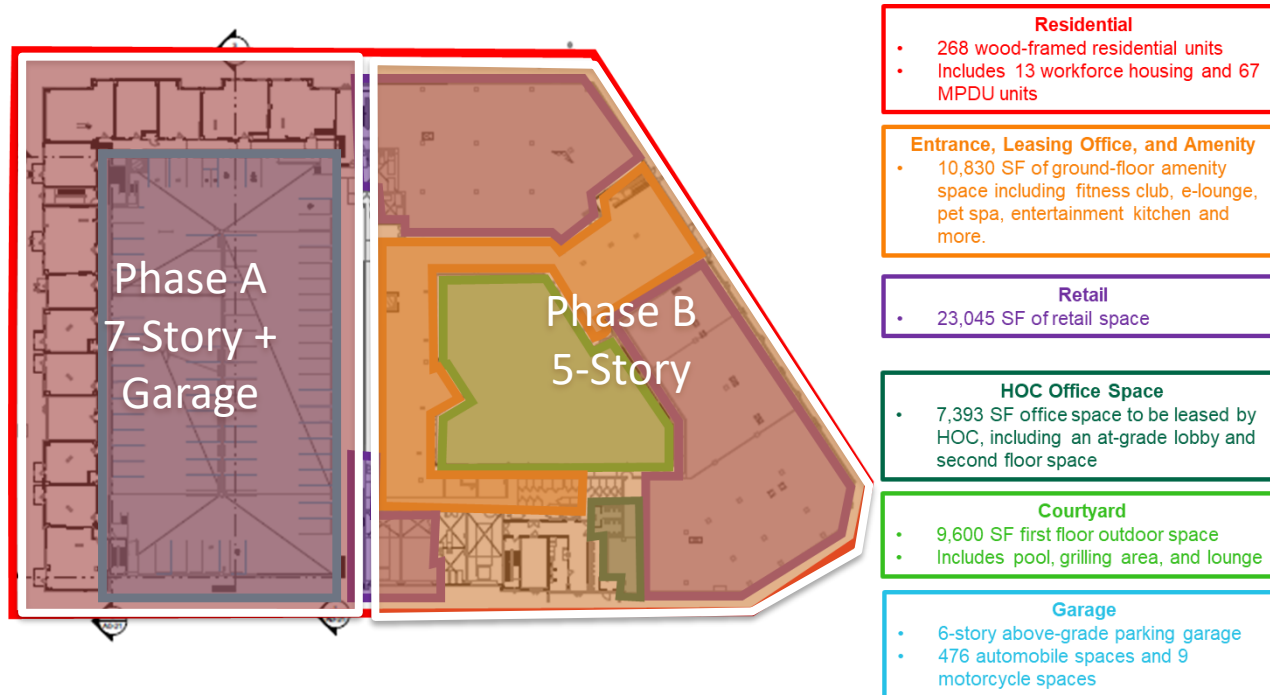 Phase A
7-Story +
Garage
Phase B
5-Story
Residential
• 268 wood-framed residential units
• Includes 13 workforce housing and 67
MPDU units
Entrance, Leasing Office, and Amenity
• 10,830 SF of ground-floor amenity
space including fitness club, e-lounge,
pet spa, entertainment kitchen and
more.
Retail
• 23,045 SF of retail space
HOC Office Space
• 7,393 SF office space to be leased by
HOC, including an at-grade lobby and
second floor space
Courtyard
• 9,600 SF first floor outdoor space
• Includes pool, grilling area, and lounge
Garage
• 6-story above-grade parking garage
• 476 automobile spaces and 9
motorcycle spaces